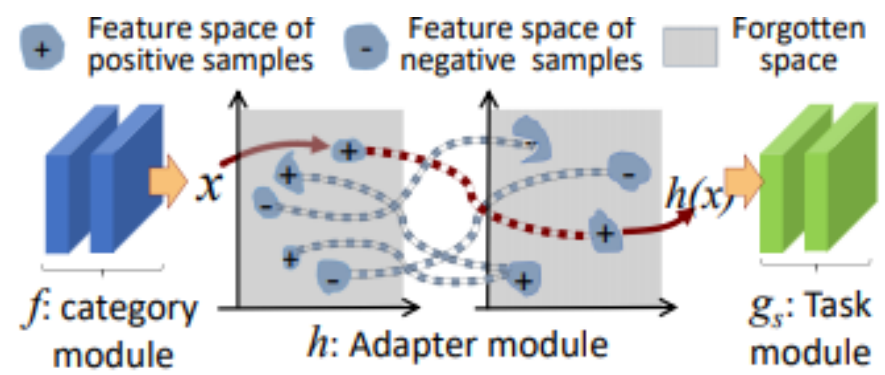 + Feature space of positive samples
- Feature space of negative samples
Forgotten space
x
+
+
-
+
-
-
-
+
+
h(x)
f: category module
h: Adapter module
gₛ: Task module